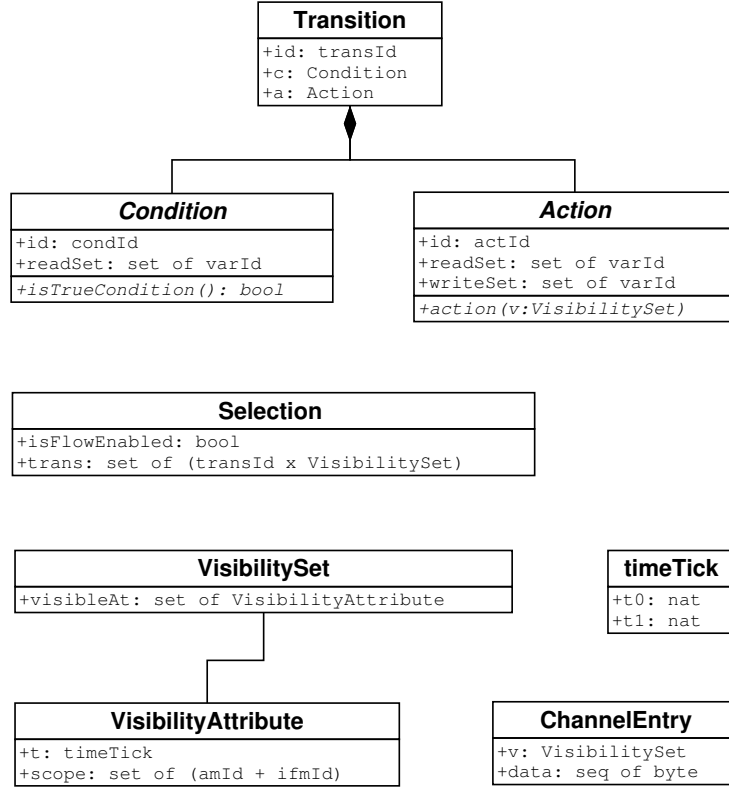 Transition
+id: transId
+c: Condition
+a: Action
Condition
+id: condId
+readSet: set of varId
+isTrueCondition(): bool
Action
+id: actId
+readSet: set of varId
+writeSet: set of varId
+action(v:VisibilitySet)
Selection
+isFlowEnabled: bool
+trans: set of (transId x VisibilitySet)
VisibilitySet
+visibleAt: set of VisibilityAttribute
timeTick
+t0: nat
+t1: nat
VisibilityAttribute
+t: timeTick
+scope: set of (amId + ifmId)
ChannelEntry
+v: VisibilitySet
+data: seq of byte